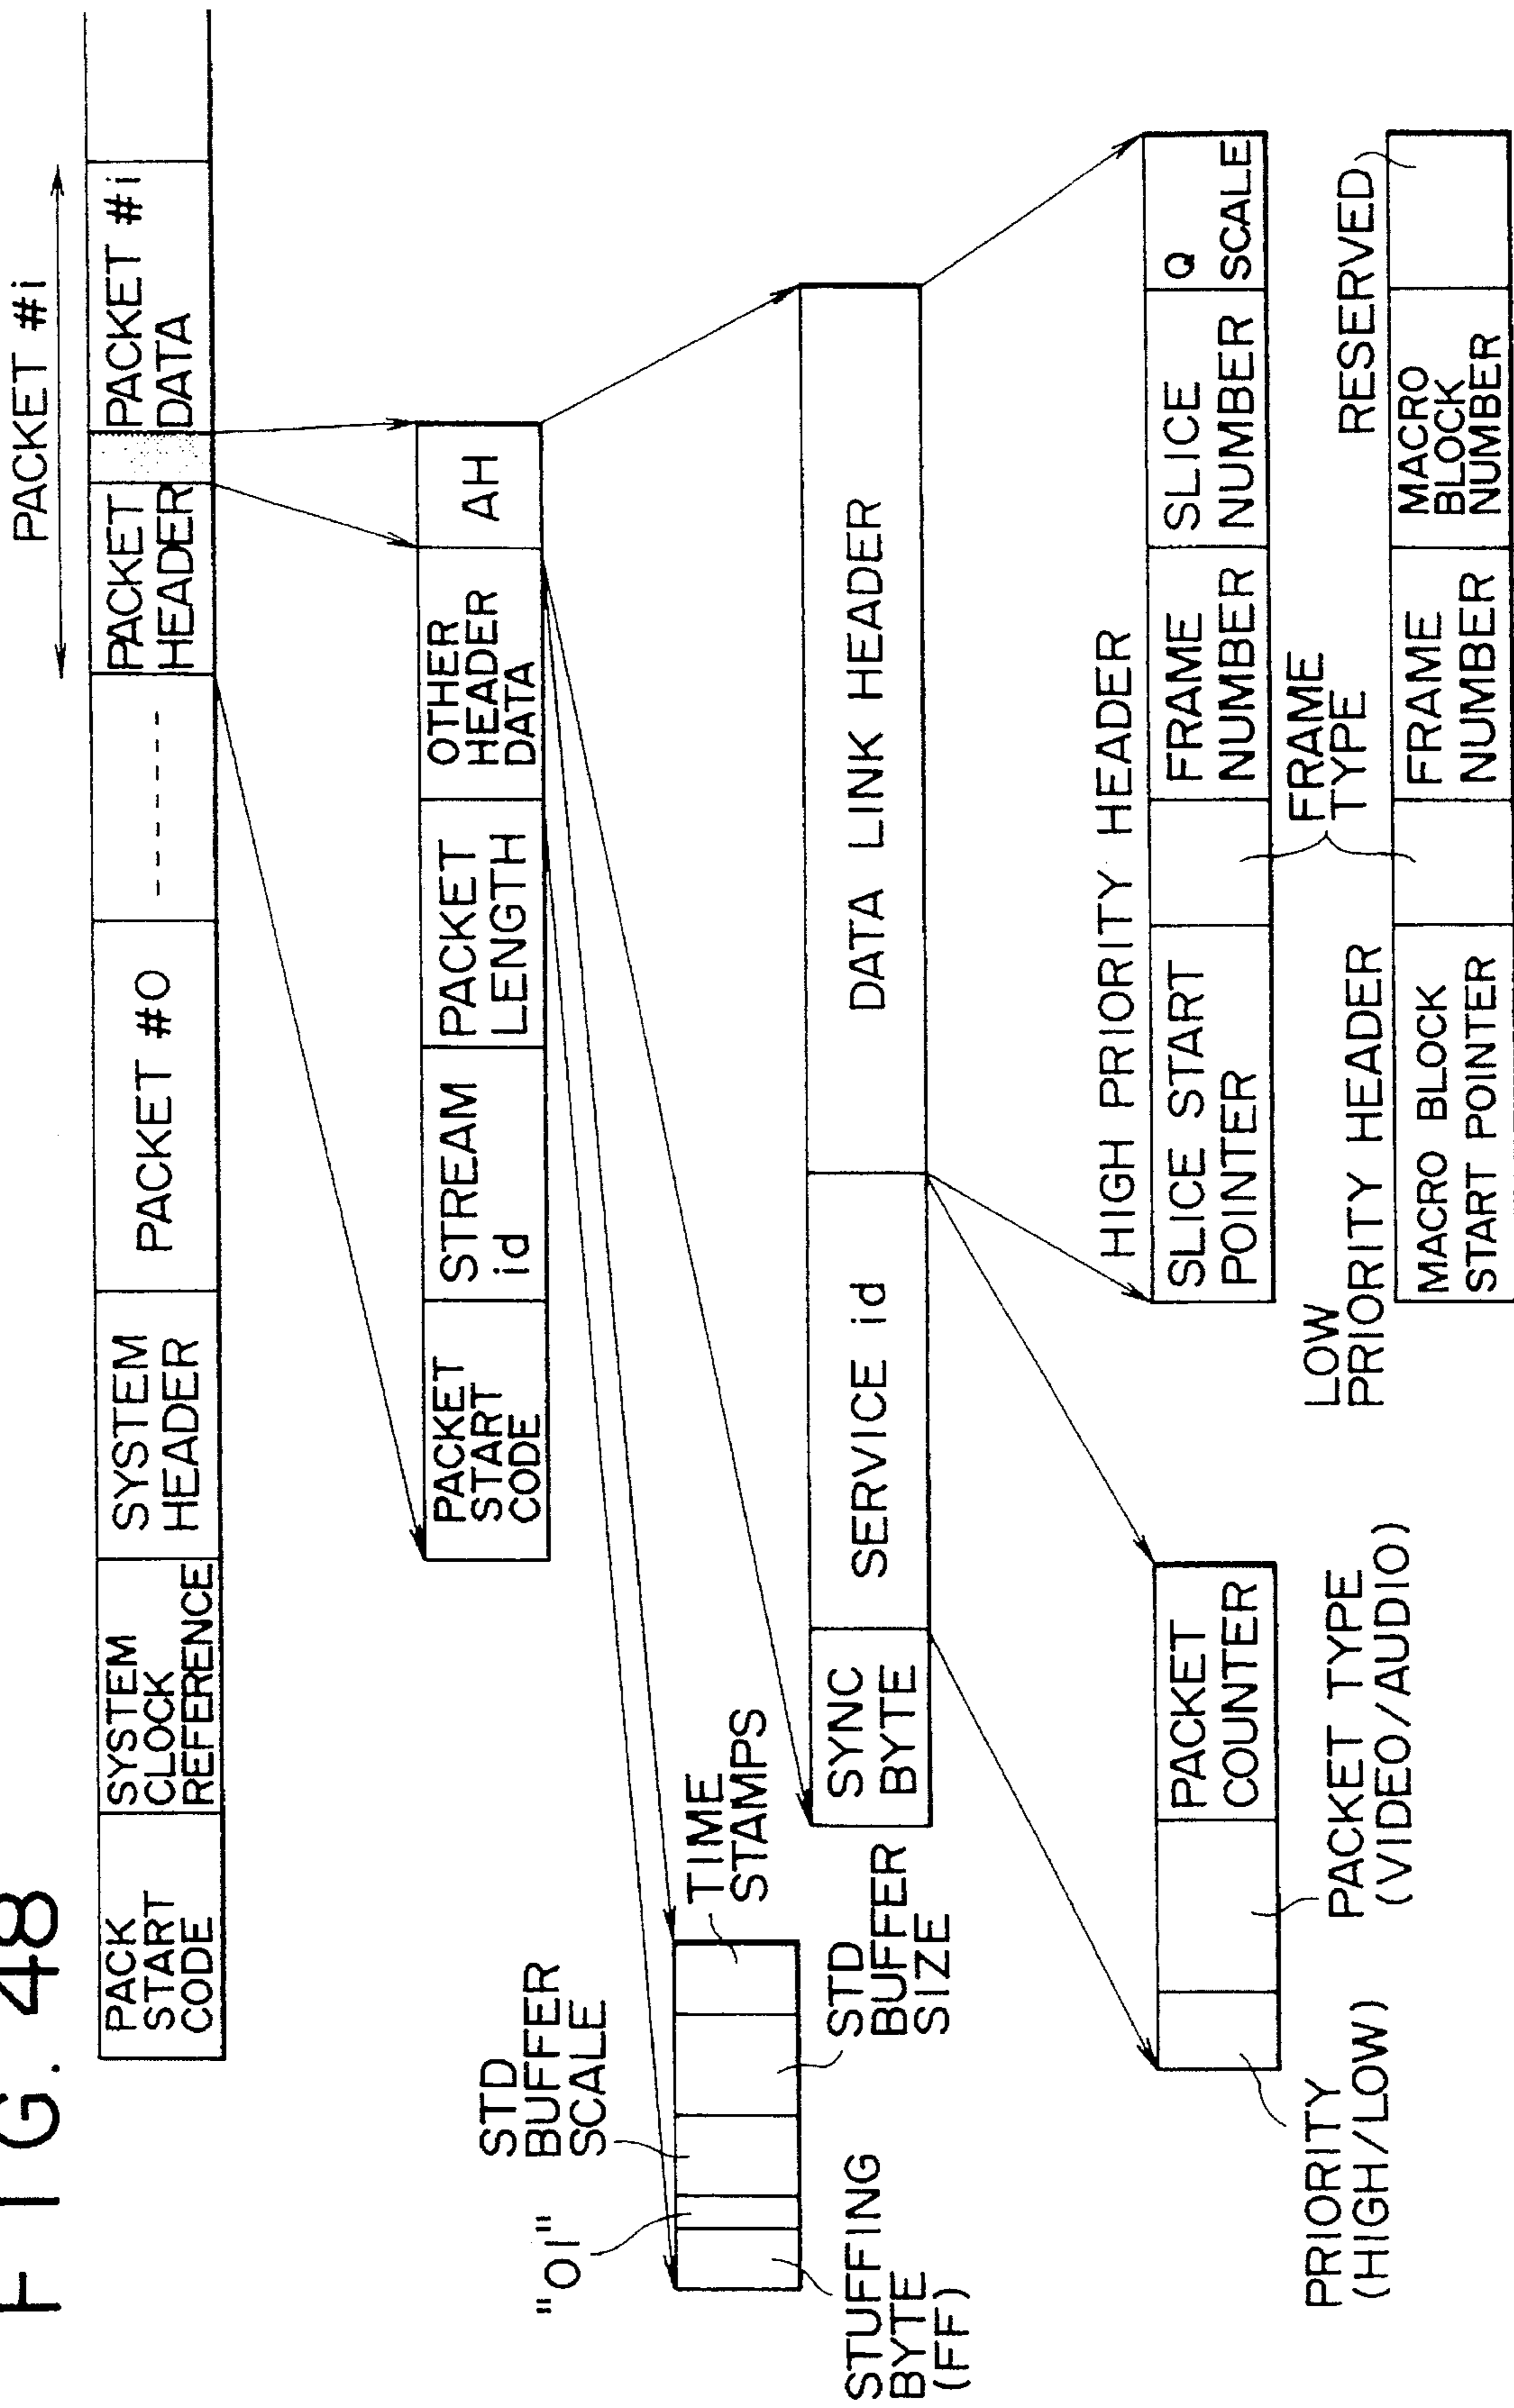 FIG. 48
PACKET #i
PACK
START
CODE
SYSTEM
CLOCK
REFERENCE
SYSTEM
HEADER
PACKET #0
PACKET
HEADER
PACKET #i
DATA
PACKET
START
CODE
STREAM
id
PACKET
LENGTH
OTHER
HEADER
DATA
AH
"01"
STD
BUFFER
SCALE
TIME
STAMPS
STUFFING
BYTE
(FF)
STD
BUFFER
SIZE
SYNC
BYTE
SERVICE id
DATA LINK HEADER
PACKET
COUNTER
PRIORITY
(HIGH/LOW)
PACKET TYPE
(VIDEO/AUDIO)
HIGH PRIORITY HEADER
SLICE START
POINTER
FRAME
NUMBER
SLICE
NUMBER
Q
SCALE
FRAME
TYPE
RESERVED
LOW
PRIORITY HEADER
MACRO BLOCK
START POINTER
FRAME
NUMBER
MACRO
BLOCK
NUMBER